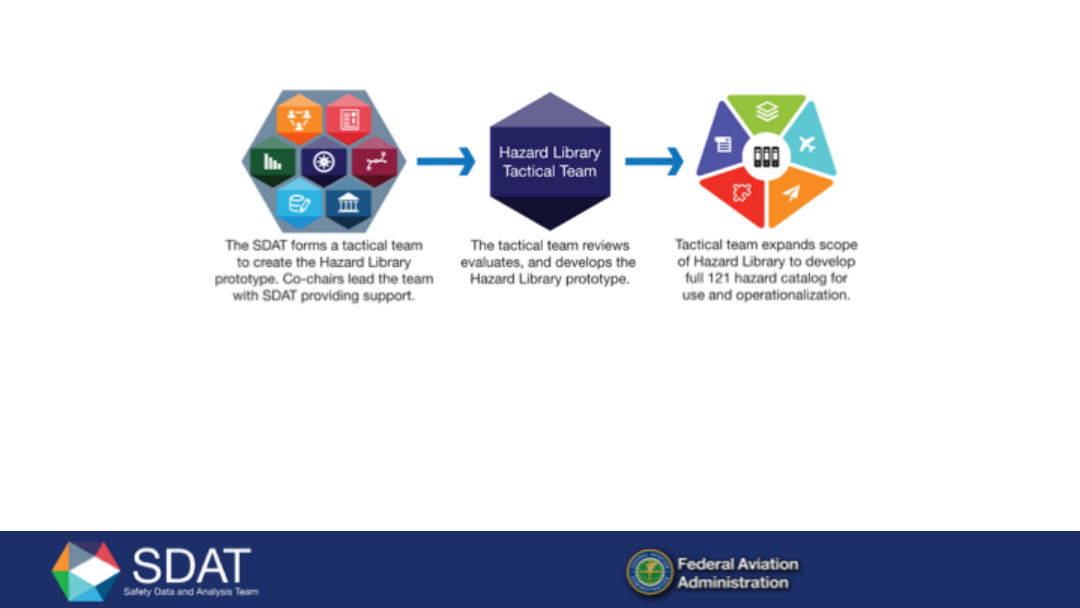 Hazard Library
Tactical Team
The SDAT forms a tactical team
to create the Hazard Library
prototype. Co-chairs lead the team
with SDAT providing support.
The tactical team reviews
evaluates, and develops the
Hazard Library prototype.
Tactical team expands scope
of Hazard Library to develop
full 121 hazard catalog for
use and operationalization.
SDAT
Safety Data and Analysis Team
Federal Aviation
Administration